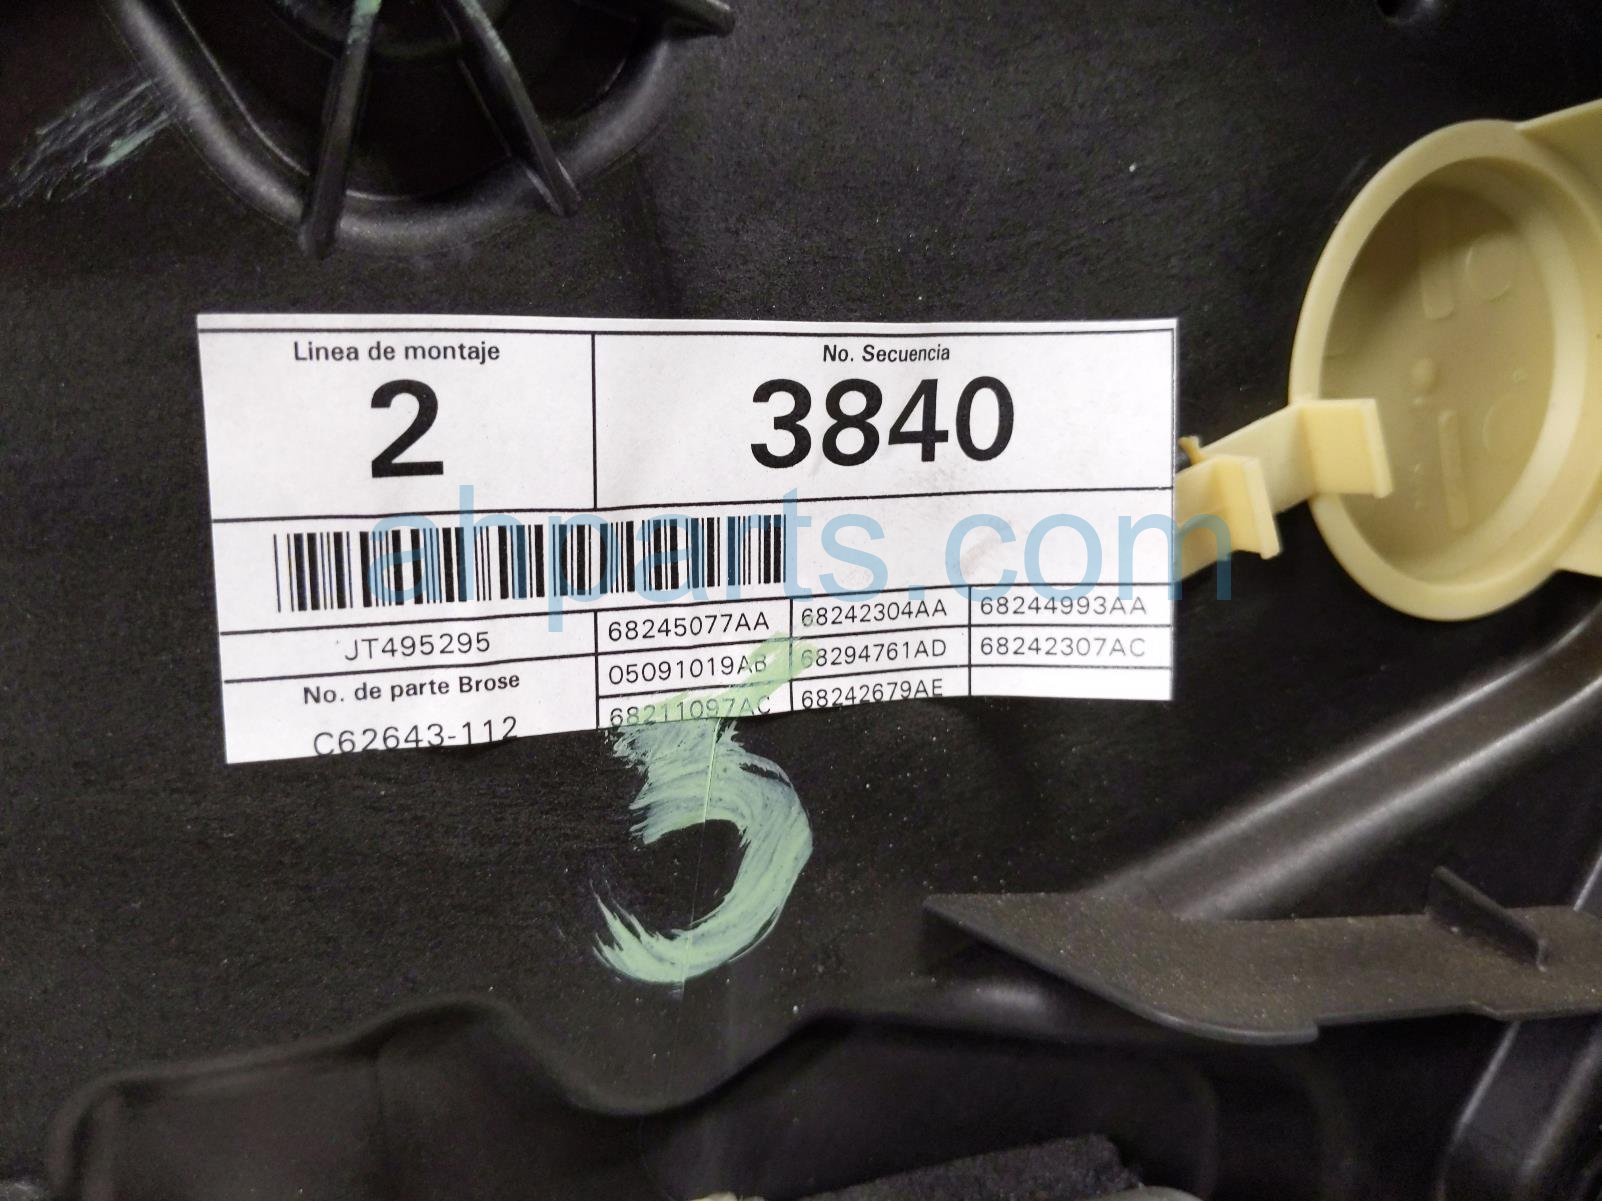 Linea de montaje
2
No. Secuencia
3840
ahparts.com
JT495295
No. de parte Brose
C62643-112
68245077AA 68242304AA 68244993AA
05091019AB 68294761AD 68242307AC
68211097AC 68242679AE
3